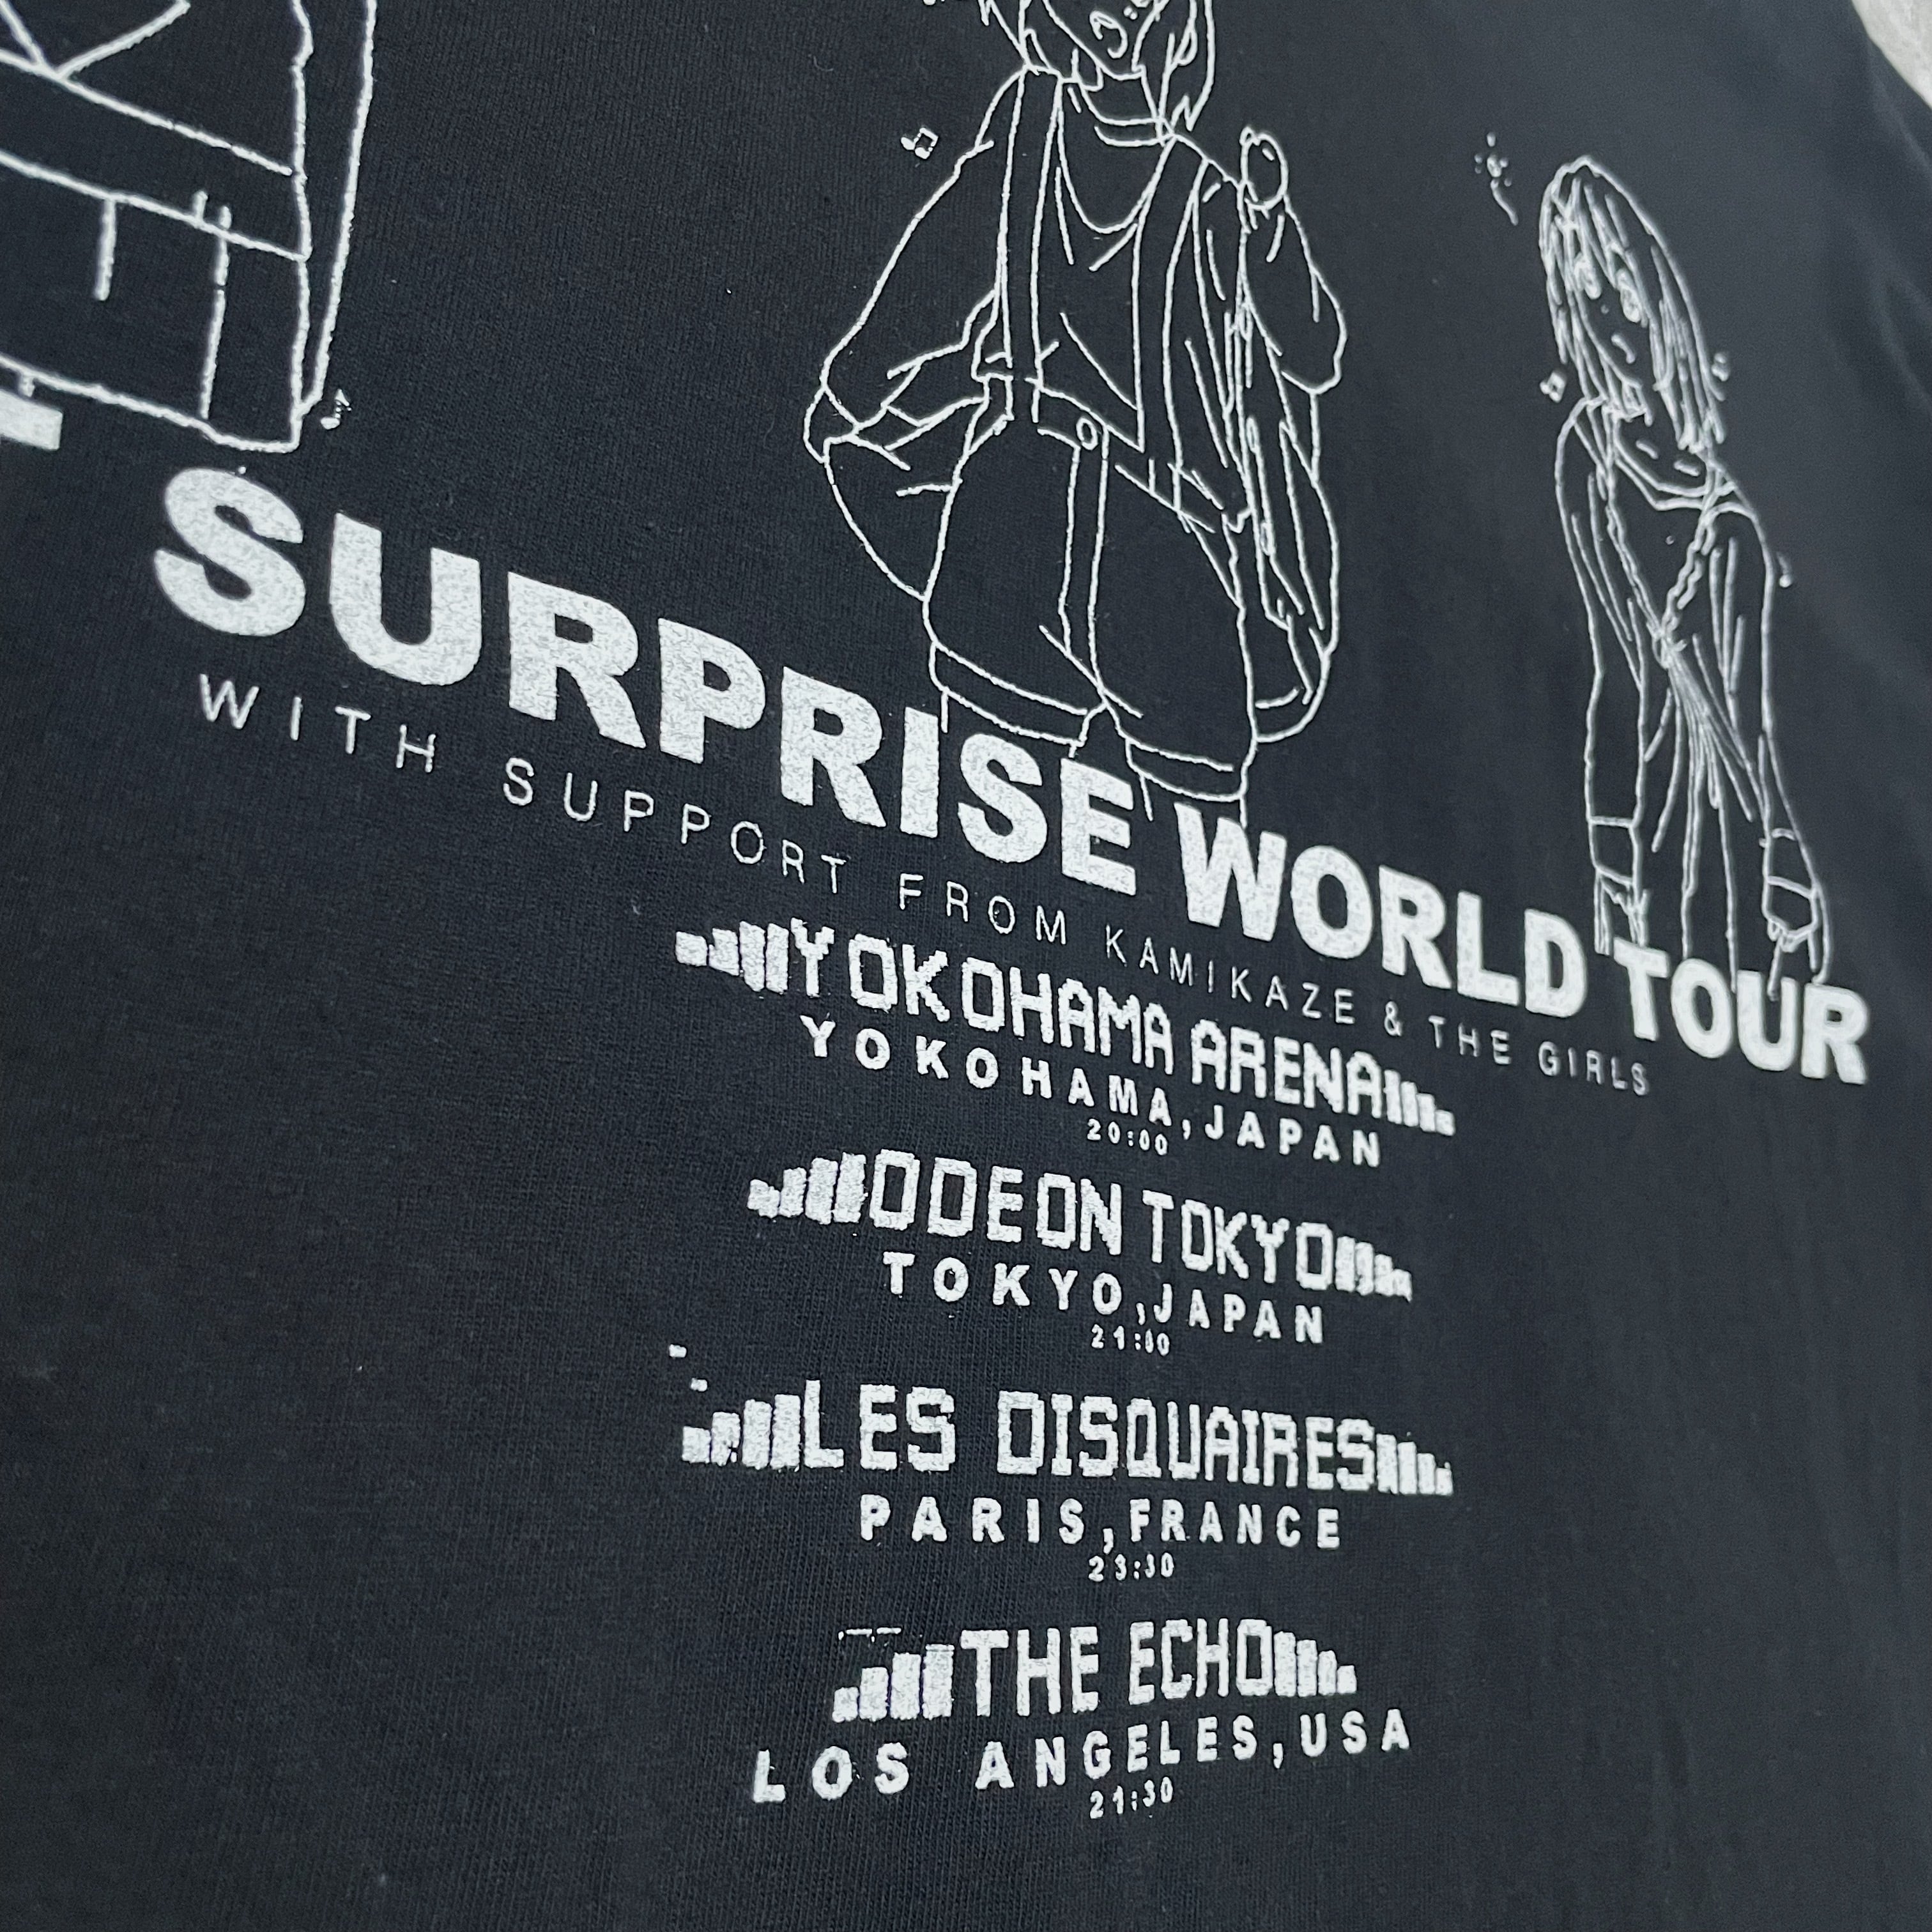 SURPRISE WORLD TOUR
WITH SUPPORT FROM KAMIKAZE & THE GIRLS
YOKOHAMA ARENA
YOKOHAMA,JAPAN
20:00
ODEON TOKYO
TOKYO,JAPAN
21:00
LES DISQUAIRES
PARIS,FRANCE
23:30
THE ECHO
LOS ANGELES,USA
21:30